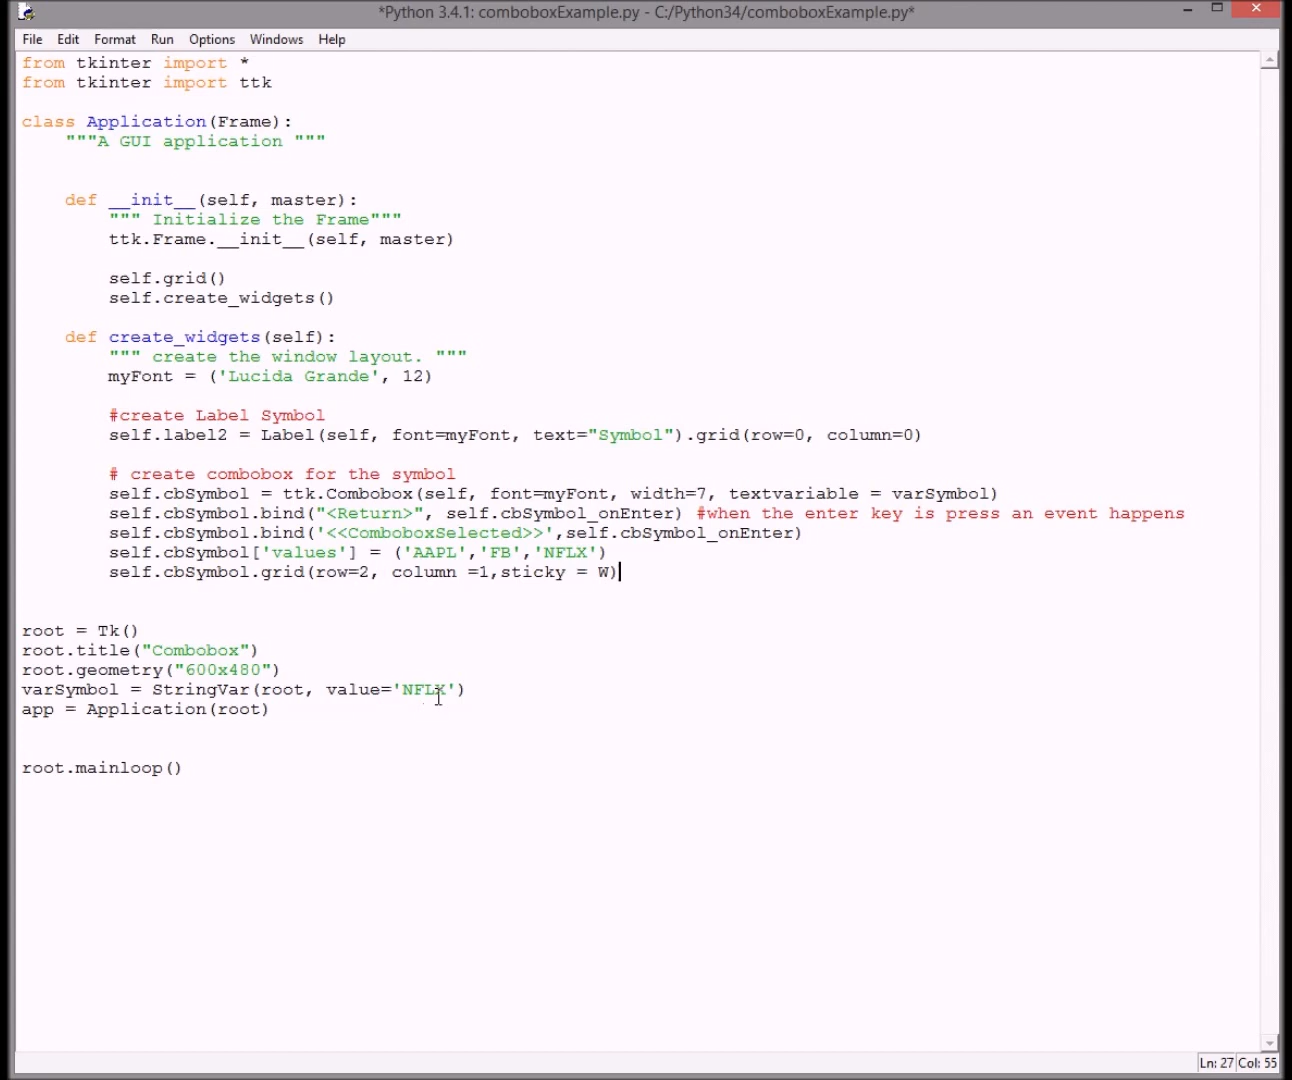 *Python 3.4.1: comboboxExample.py - C:/Python34/comboboxExample.py*
File Edit Format Run Options Windows Help
from tkinter import *
from tkinter import ttk
class Application(Frame):
"""A GUI application """
def __init__(self, master):
""" Initialize the Frame"""
ttk.Frame.__init__(self, master)
self.grid()
self.create_widgets()
def create_widgets(self):
""" create the window layout. """
myFont = ('Lucida Grande', 12)
#create Label Symbol
self.label2 = Label(self, font=myFont, text="Symbol").grid(row=0, column=0)
# create combobox for the symbol
self.cbSymbol = ttk.Combobox(self, font=myFont, width=7, textvariable = varSymbol)
self.cbSymbol.bind("<Return>", self.cbSymbol_onEnter) #when the enter key is press an event happens
self.cbSymbol.bind('<<ComboboxSelected>>',self.cbSymbol_onEnter)
self.cbSymbol['values'] = ('AAPL','FB','NFLX')
self.cbSymbol.grid(row=2, column =1,sticky = W)
root = Tk()
root.title("Combobox")
root.geometry("600x480")
varSymbol = StringVar(root, value='NFLX')
app = Application(root)
root.mainloop()
Ln: 27 Col: 55